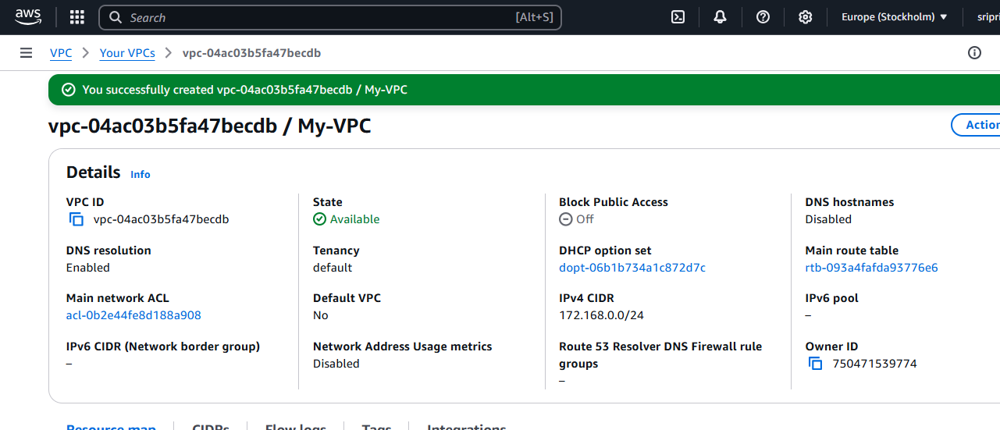 aws
Search [Alt+S]
Europe (Stockholm) sripri
VPC > Your VPCs > vpc-04ac03b5fa47becdb
You successfully created vpc-04ac03b5fa47becdb / My-VPC
vpc-04ac03b5fa47becdb / My-VPC
Action
Details Info
VPC ID
vpc-04ac03b5fa47becdb
State
Available
Block Public Access
Off
DNS hostnames
Disabled
DNS resolution
Enabled
Tenancy
default
DHCP option set
dopt-06b1b734a1c872d7c
Main route table
rtb-093a4fafda93776e6
Main network ACL
acl-0b2e44fe8d188a908
Default VPC
No
IPv4 CIDR
172.168.0.0/24
IPv6 pool
–
IPv6 CIDR (Network border group)
–
Network Address Usage metrics
Disabled
Route 53 Resolver DNS Firewall rule
groups
–
Owner ID
750471539774
Resource map CIDRs Flow logs Tags Integrations